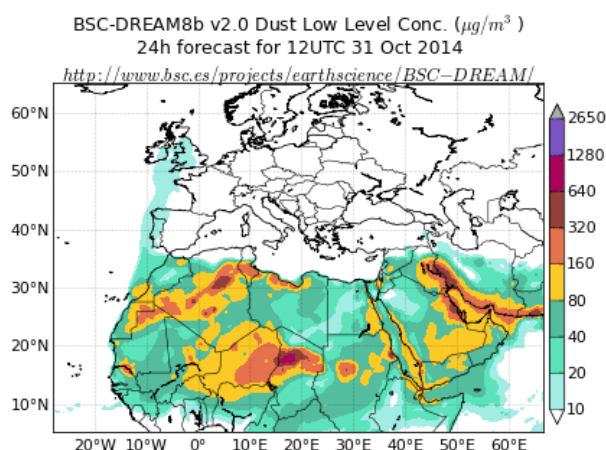 BSC-DREAM8b v2.0 Dust Low Level Conc. (μg/m³ )
24h forecast for 12UTC 31 Oct 2014
http://www.bsc.es/projects/earthscience/BSC−DREAM/
60°N
50°N
40°N
30°N
20°N
10°N
20°W 10°W 0° 10°E 20°E 30°E 40°E 50°E 60°E
2650
1280
640
320
160
80
40
20
10